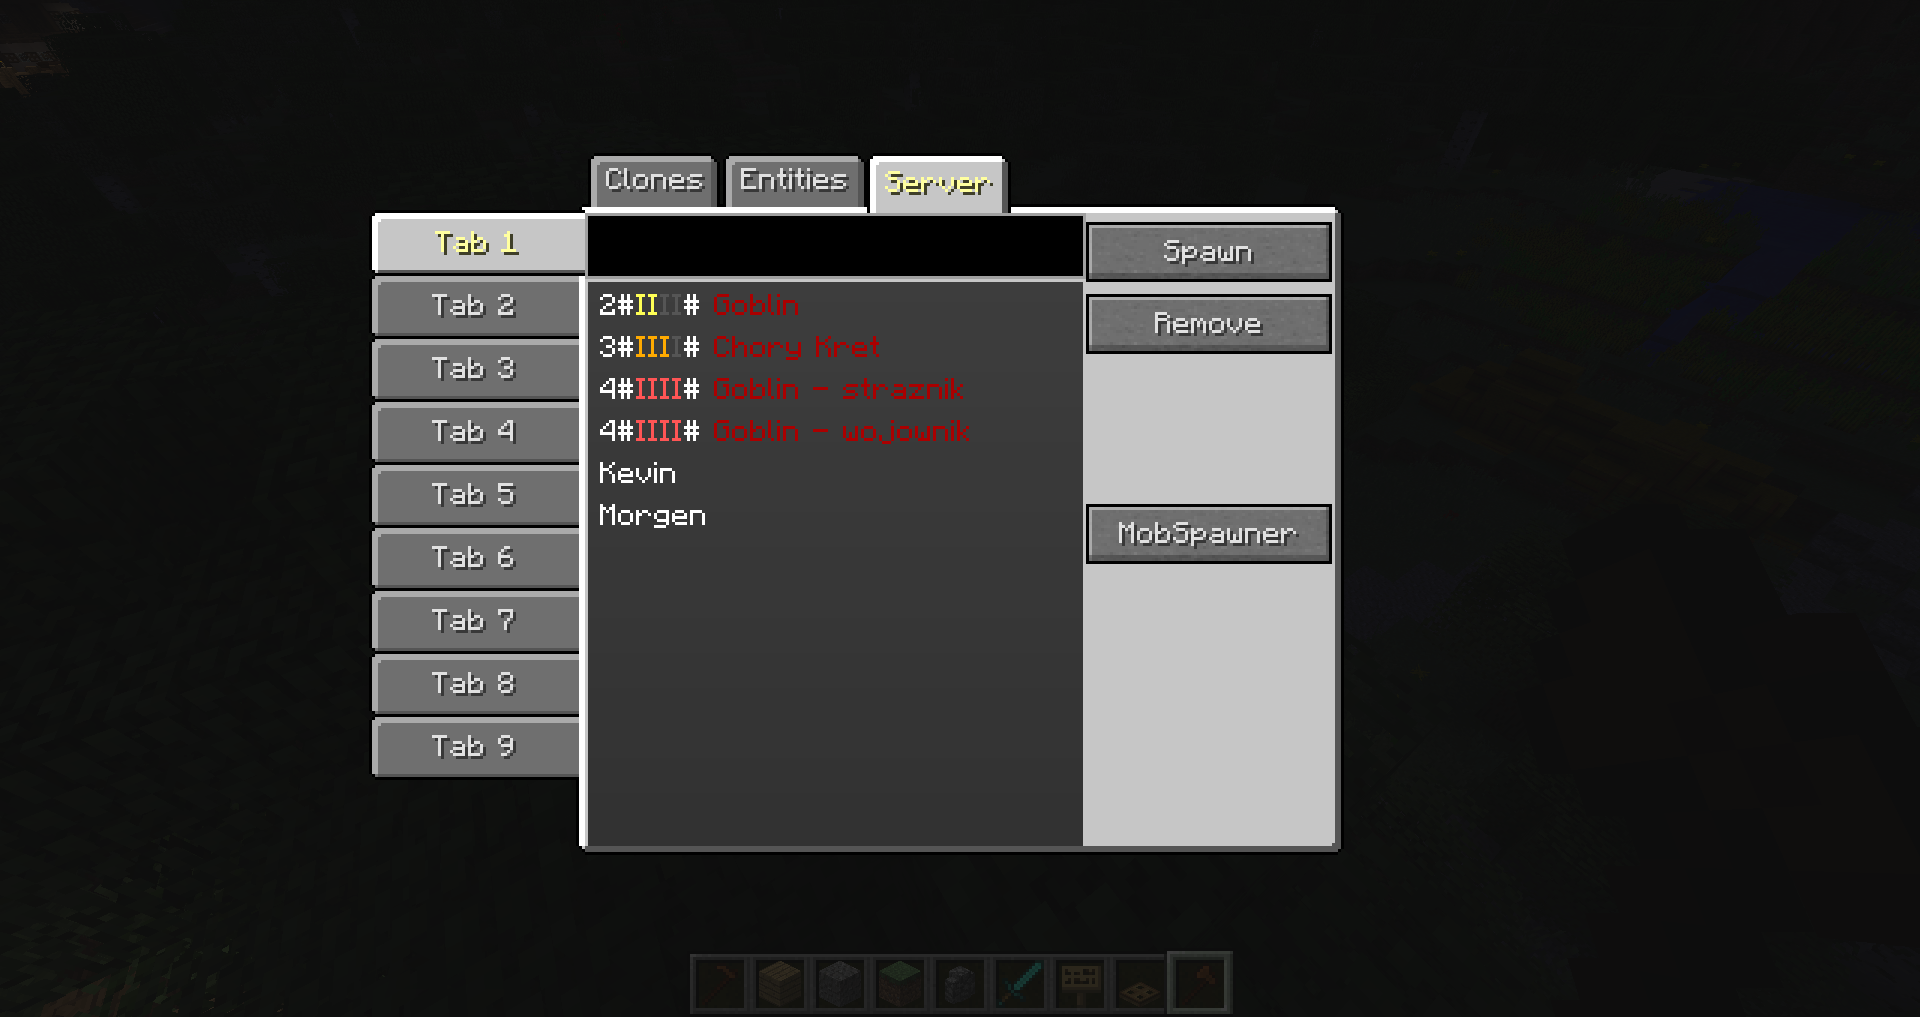 Clones Entities Server
Tab 1
Tab 2
Tab 3
Tab 4
Tab 5
Tab 6
Tab 7
Tab 8
Tab 9
2#IIII# Goblin
3#IIII# Chory Kret
4#IIII# Goblin - straznik
4#IIII# Goblin - wojownik
Kevin
Morgen
Spawn
Remove
MobSpawner